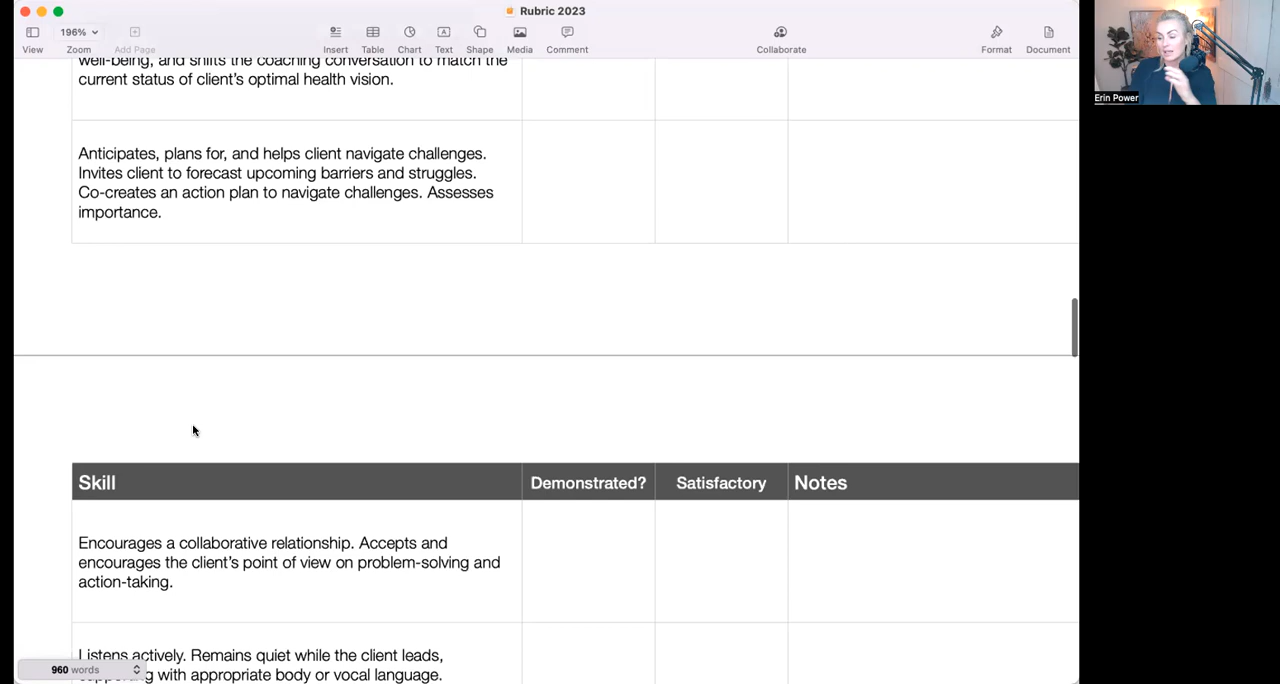 Rubric 2023
196%
View
Zoom
Add Page
Insert
Table
Chart
Text
Shape
Media
Comment
Collaborate
Format
Document
Erin Power
well-being, and shifts the coaching conversation to match the
current status of client's optimal health vision.
Anticipates, plans for, and helps client navigate challenges.
Invites client to forecast upcoming barriers and struggles.
Co-creates an action plan to navigate challenges. Assesses
importance.
Skill
Demonstrated?
Satisfactory
Notes
Encourages a collaborative relationship. Accepts and
encourages the client's point of view on problem-solving and
action-taking.
Listens actively. Remains quiet while the client leads,
with appropriate body or vocal language.
960 words